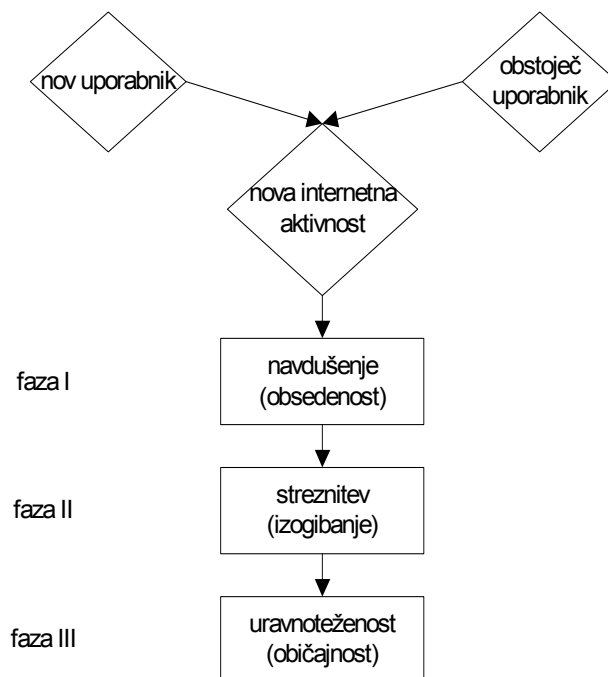 nov uporabnik
obstoječ
uporabnik
nova internetna
aktivnost
faza I
navdušenje
(obsedenost)
faza II
streznitev
(izogibanje)
faza III
uravnoteženost
(običajnost)